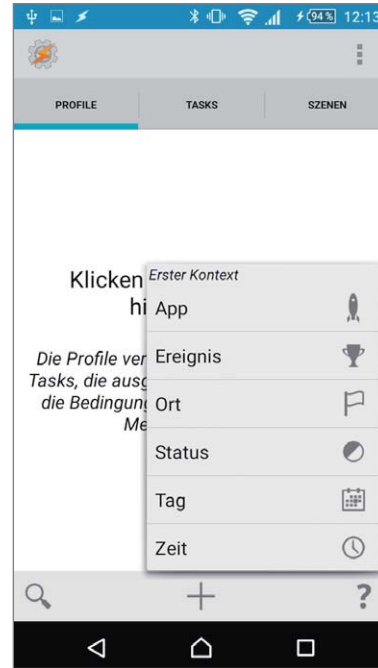 94% 12:13
PROFILE TASKS SZENEN
Klicken
hi
Erster Kontext
App
Ereignis
Ort
Status
Tag
Zeit
Die Profile ver
Tasks, die ausg
die Bedingun
Me
?